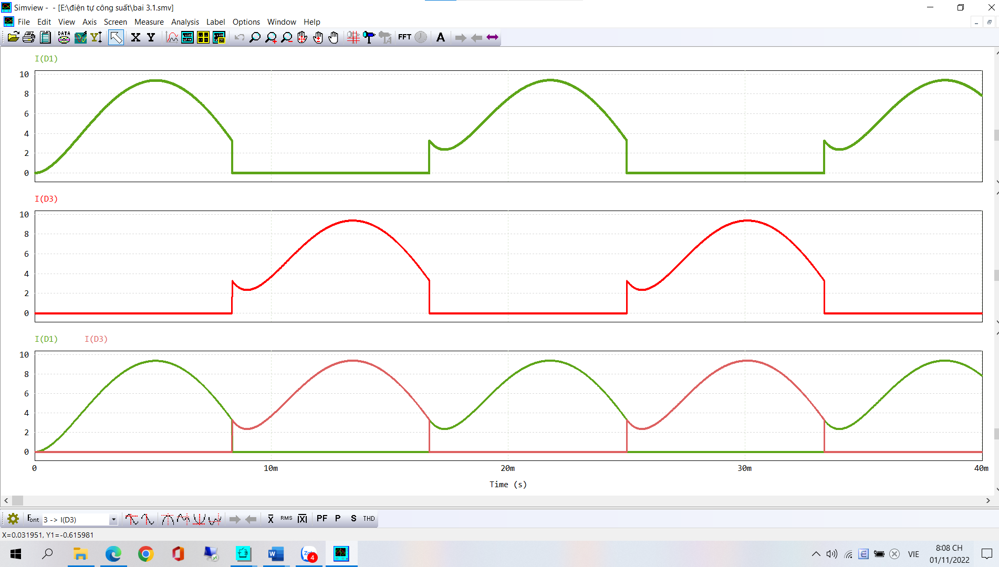 Simview - - [E:\điện tự công suất\bai 3.1.smv]
File Edit View Axis Screen Measure Analysis Label Options Window Help
DATA Y X Y FFT A
I(D1)
10
8
6
4
2
0
I(D3)
10
8
6
4
2
0
I(D1) I(D3)
10
8
6
4
2
0
0 10m 20m 30m 40m
Time (s)
Font 3 -> I(D3) X RMS |X| PF P S THD
X=0.031951, Y1=-0.615981
4
VIE
8:08 CH
01/11/2022